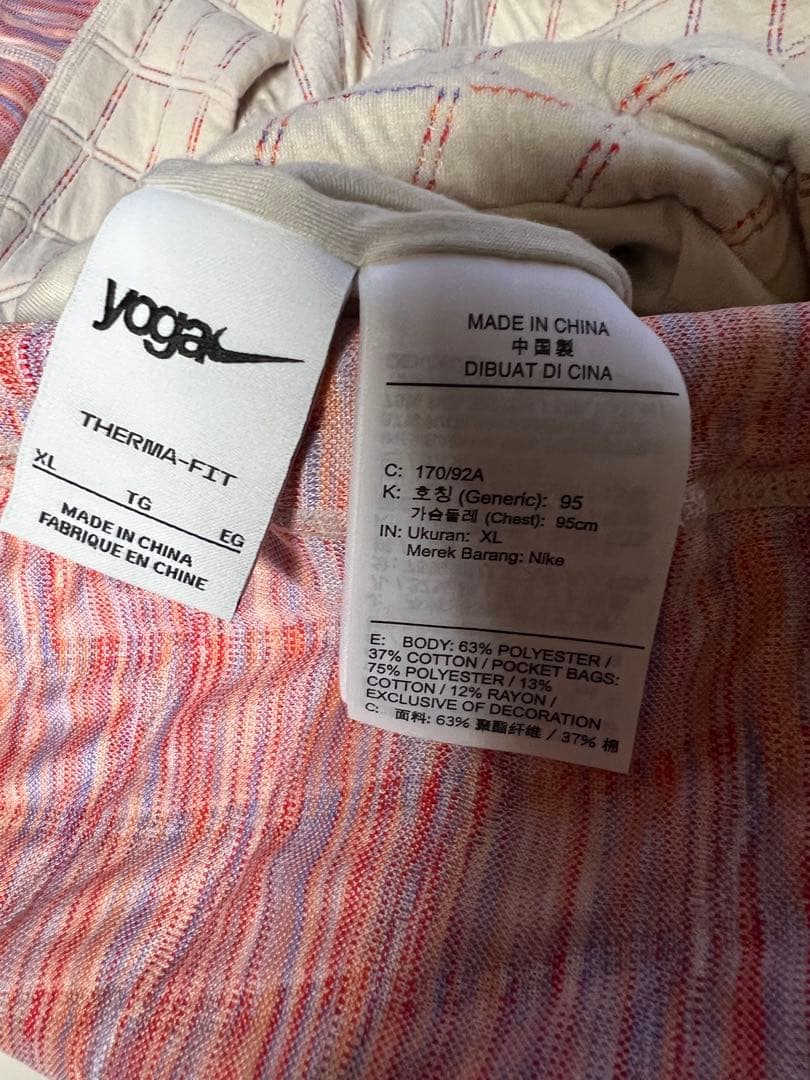 yoga
THERMA-FIT
XL
TG
EG
MADE IN CHINA
FABRIQUE EN CHINE
MADE IN CHINA
中国製
DIBUAT DI CINA
C: 170/92A
K: 호칭 (Generic): 95
가슴둘레 (Chest): 95cm
IN: Ukuran: XL
Merek Barang: Nike
E: BODY: 63% POLYESTER /
37% COTTON / POCKET BAGS:
75% POLYESTER / 13%
COTTON / 12% RAYON /
EXCLUSIVE OF DECORATION
C: 面料: 63% 聚酯纤维 / 37% 棉